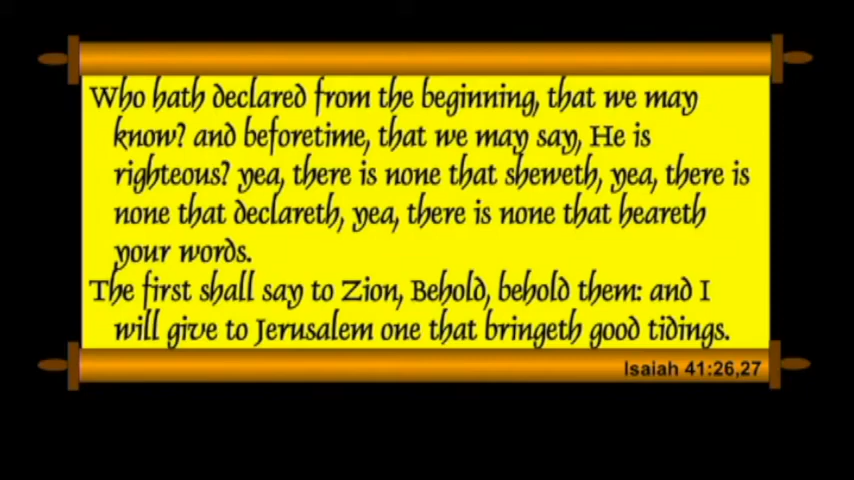 Who hath declared from the beginning, that we may
know? and beforetime, that we may say, He is
righteous? yea, there is none that sheweth, yea, there is
none that declareth, yea, there is none that heareth
your words.
The first shall say to Zion, Behold, behold them: and I
will give to Jerusalem one that bringeth good tidings.
Isaiah 41:26,27